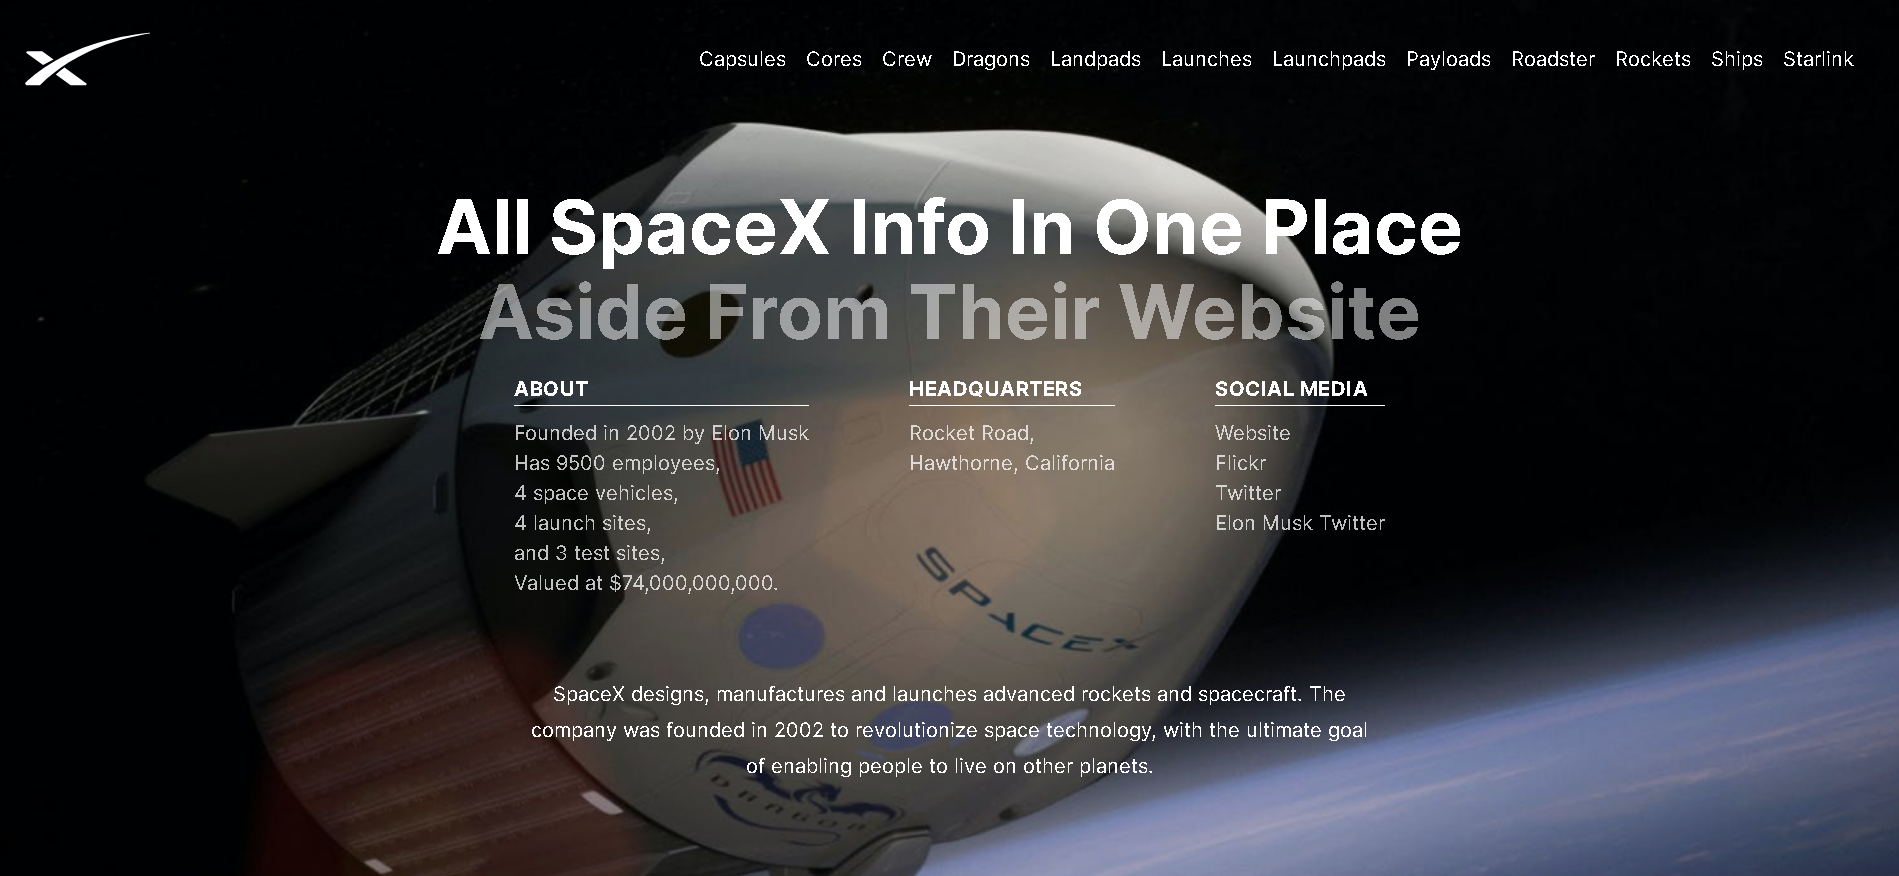 Capsules Cores Crew Dragons Landpads Launches Launchpads Payloads Roadster Rockets Ships Starlink
All SpaceX Info In One Place
Aside From Their Website
ABOUT
Founded in 2002 by Elon Musk
Has 9500 employees,
4 space vehicles,
4 launch sites,
and 3 test sites,
Valued at $74,000,000,000.
HEADQUARTERS
Rocket Road,
Hawthorne, California
SOCIAL MEDIA
Website
Flickr
Twitter
Elon Musk Twitter
SPACEX
SpaceX designs, manufactures and launches advanced rockets and spacecraft. The
company was founded in 2002 to revolutionize space technology, with the ultimate goal
of enabling people to live on other planets.
DRAGON